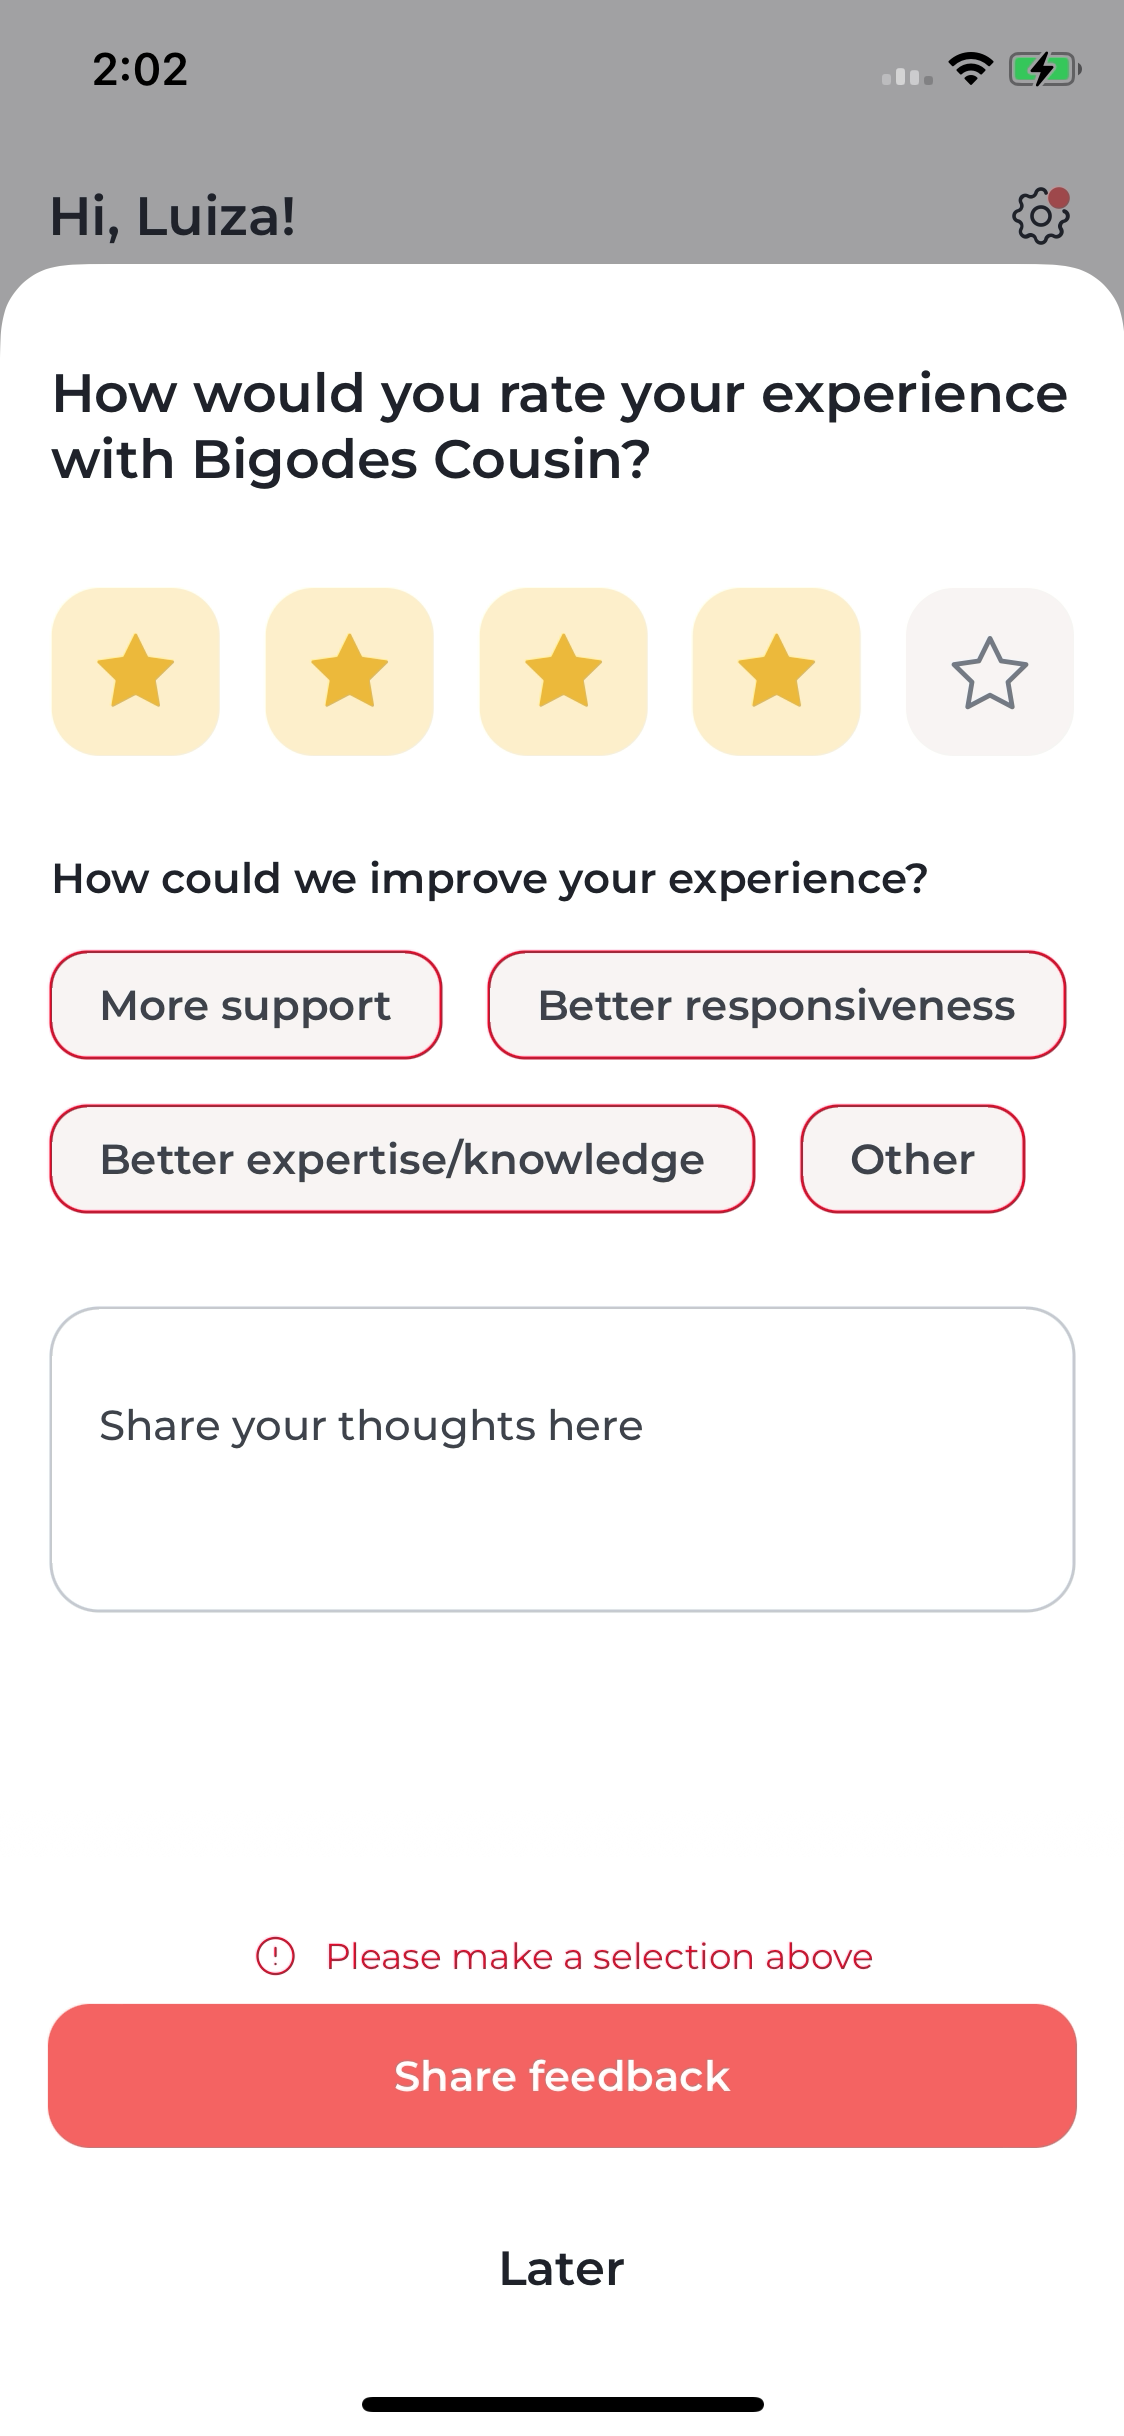 2:02
Hi, Luiza!
How would you rate your experience
with Bigodes Cousin?
How could we improve your experience?
More support
Better responsiveness
Better expertise/knowledge
Other
Share your thoughts here
Please make a selection above
Share feedback
Later